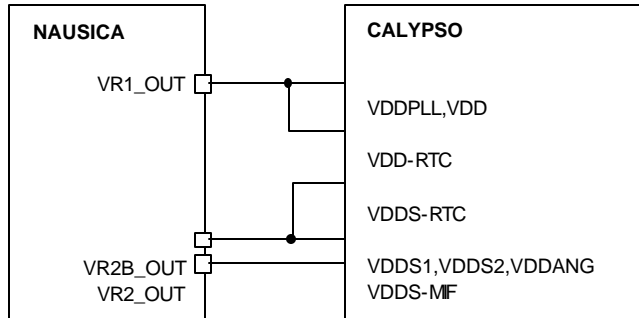 NAUSICA
CALYPSO
VR1_OUT
VDDPLL,VDD
VDD-RTC
VDDS-RTC
VR2B_OUT
VDDS1,VDDS2,VDDANG
VR2_OUT
VDDS-MIF